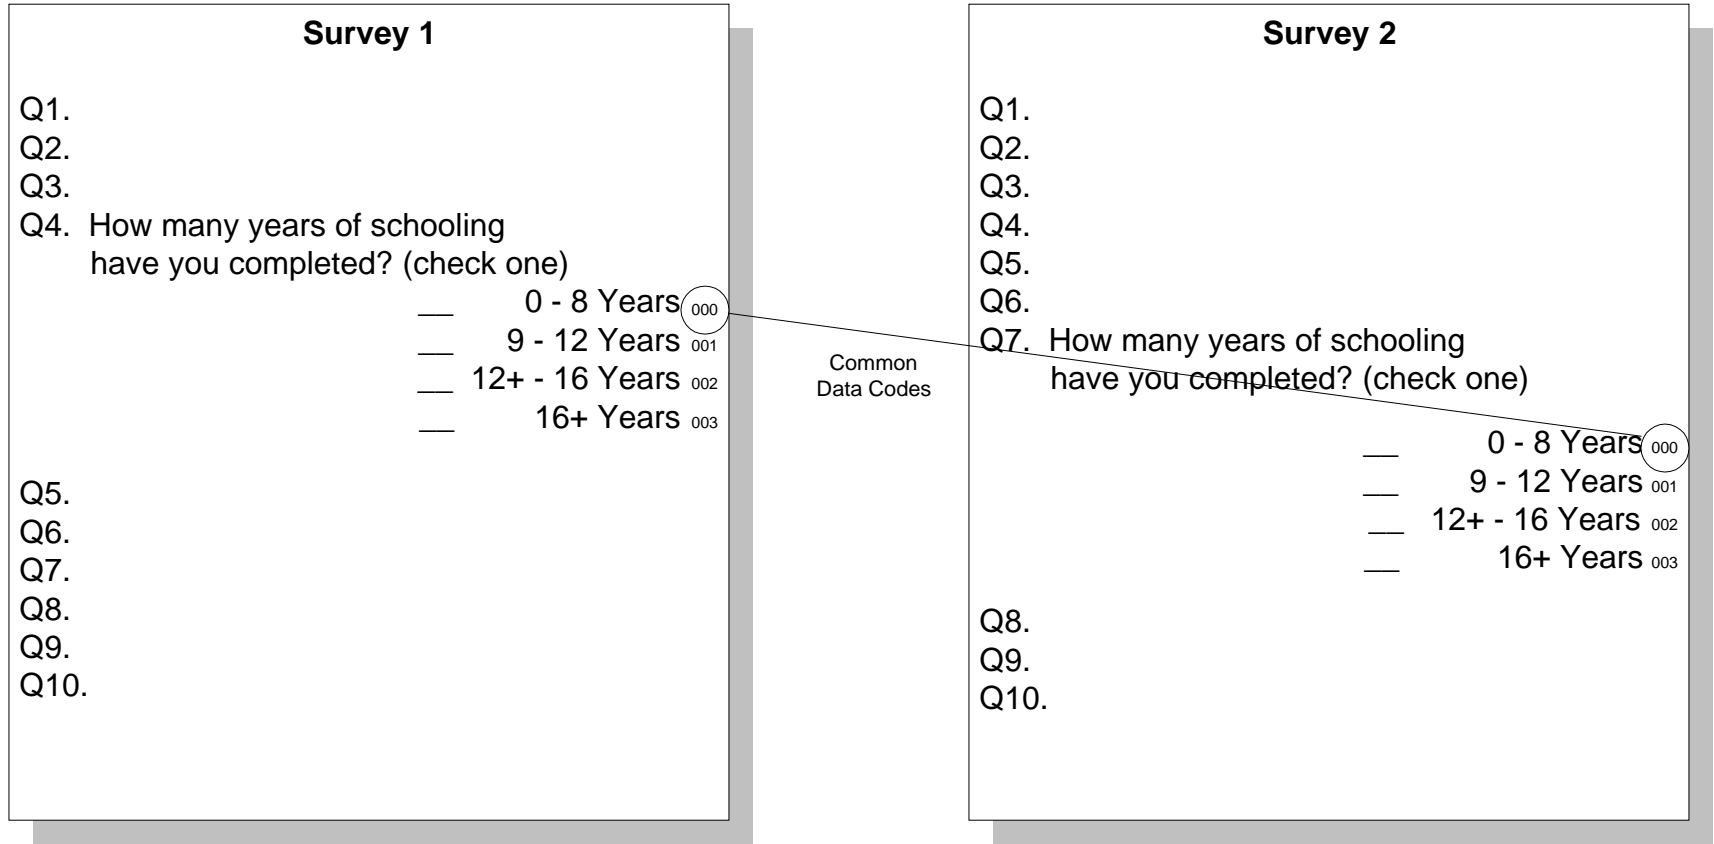 Survey 1
Q1.
Q2.
Q3.
Q4. How many years of schooling
have you completed? (check one)
__ 0 - 8 Years 000
__ 9 - 12 Years 001
__ 12+ - 16 Years 002
__ 16+ Years 003
Q5.
Q6.
Q7.
Q8.
Q9.
Q10.
Common
Data Codes
Survey 2
Q1.
Q2.
Q3.
Q4.
Q5.
Q6.
Q7. How many years of schooling
have you completed? (check one)
__ 0 - 8 Years 000
__ 9 - 12 Years 001
__ 12+ - 16 Years 002
__ 16+ Years 003
Q8.
Q9.
Q10.